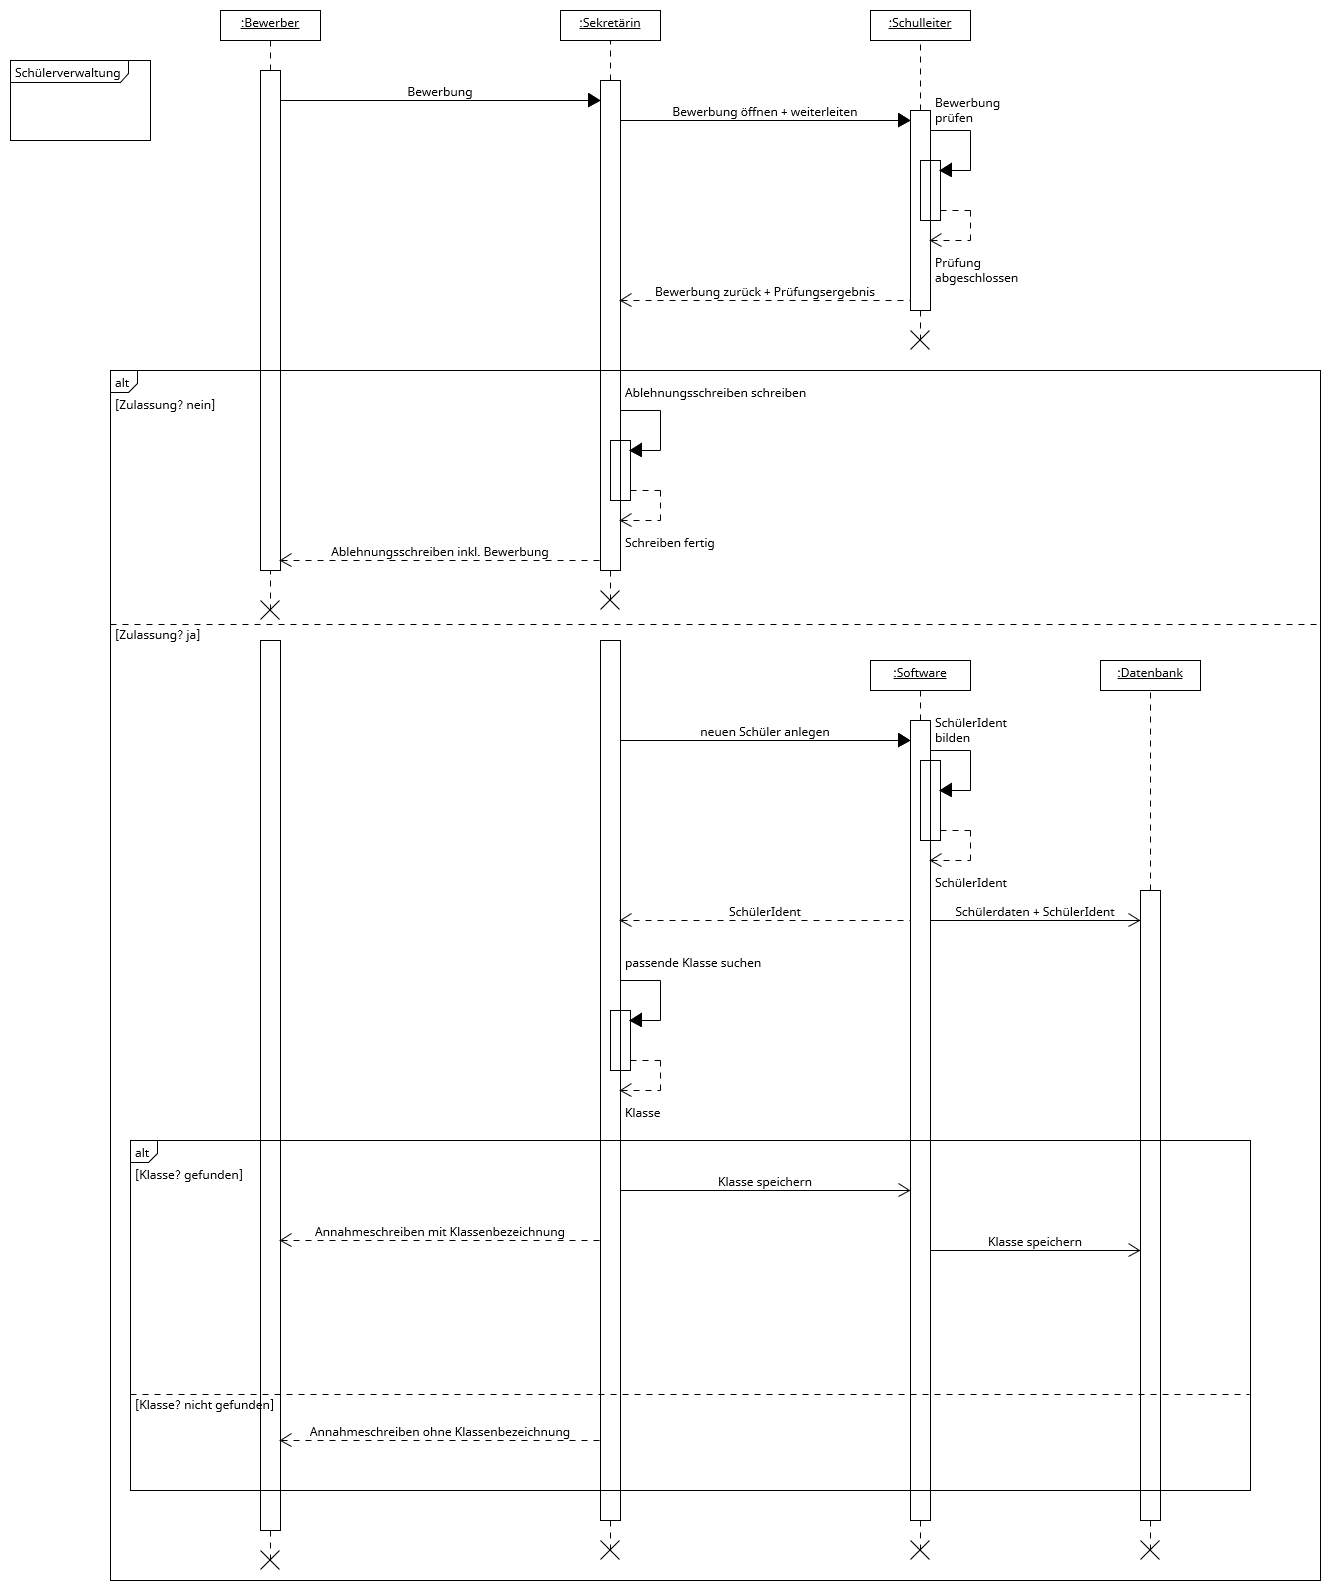 :Bewerber
:Sekretärin
:Schulleiter
Schülerverwaltung
Bewerbung
Bewerbung öffnen + weiterleiten
Bewerbung
prüfen
Prüfung
abgeschlossen
Bewerbung zurück + Prüfungsergebnis
alt
[Zulassung? nein]
Ablehnungsschreiben schreiben
Schreiben fertig
Ablehnungsschreiben inkl. Bewerbung
[Zulassung? ja]
:Software
:Datenbank
neuen Schüler anlegen
SchülerIdent
bilden
SchülerIdent
SchülerIdent
Schülerdaten + SchülerIdent
passende Klasse suchen
Klasse
alt
[Klasse? gefunden]
Klasse speichern
Annahmeschreiben mit Klassenbezeichnung
Klasse speichern
[Klasse? nicht gefunden]
Annahmeschreiben ohne Klassenbezeichnung